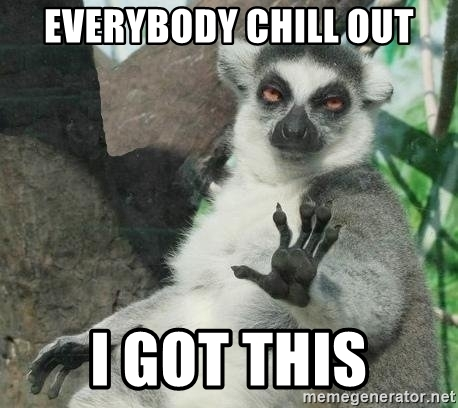 EVERYBODY CHILL OUT
I GOT THIS
memegenerator.net